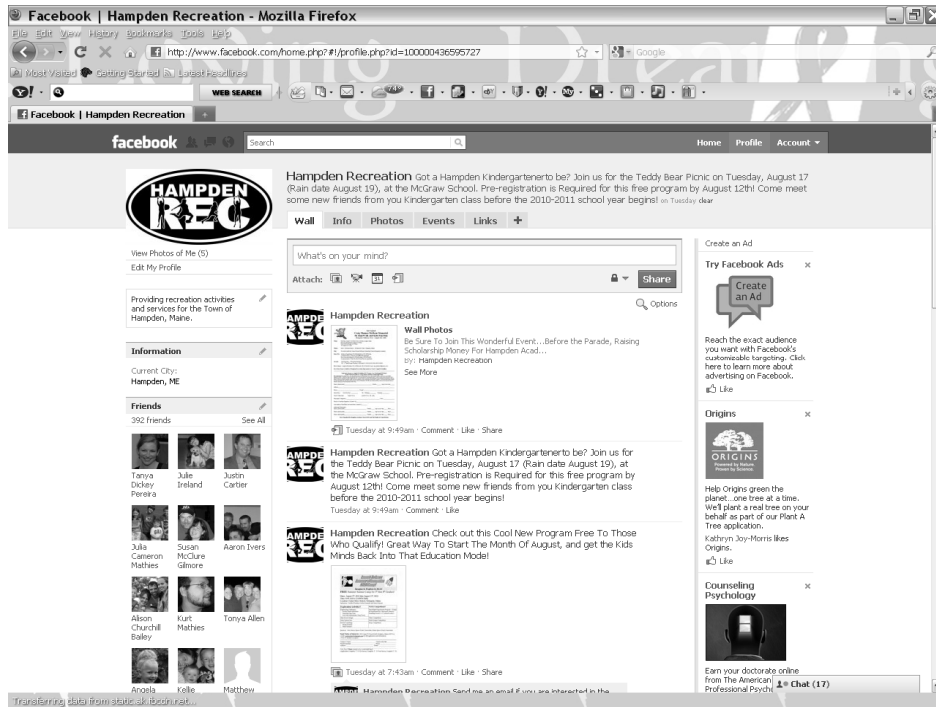 Facebook | Hampden Recreation - Mozilla Firefox
File Edit View History Bookmarks Tools Help
http://www.facebook.com/home.php?#!/profile.php?id=100000436595727
Google
Most Visited Getting Started Latest Headlines
WEB SEARCH
74°
Facebook | Hampden Recreation
facebook
Search
Home Profile Account
HAMPDEN
REC
Hampden Recreation Got a Hampden Kindergartenerto be? Join us for the Teddy Bear Picnic on Tuesday, August 17
(Rain date August 19), at the McGraw School. Pre-registration is Required for this free program by August 12th! Come meet
some new friends from you Kindergarten class before the 2010-2011 school year begins! on Tuesday clear
Wall Info Photos Events Links +
View Photos of Me (5)
Edit My Profile
Providing recreation activities
and services for the Town of
Hampden, Maine.
Information
Current City:
Hampden, ME
Friends
392 friends See All
Tanya
Dickey
Pereira
Julie
Ireland
Justin
Cartier
Julia
Cameron
Mathies
Susan
McClure
Gilmore
Aaron Ivers
Alison
Churchill
Bailey
Kurt
Mathies
Tonya Allen
Angela
Kellie
Matthew
What's on your mind?
Attach:
31
Share
Options
Hampden Recreation
Wall Photos
Be Sure To Join This Wonderful Event...Before the Parade, Raising
Scholarship Money For Hampden Acad...
By: Hampden Recreation
See More
Tuesday at 9:49am · Comment · Like · Share
Hampden Recreation Got a Hampden Kindergartenerto be? Join us for
the Teddy Bear Picnic on Tuesday, August 17 (Rain date August 19), at
the McGraw School. Pre-registration is Required for this free program by
August 12th! Come meet some new friends from you Kindergarten class
before the 2010-2011 school year begins!
Tuesday at 9:49am · Comment · Like
Hampden Recreation Check out this Cool New Program Free To Those
Who Qualify! Great Way To Start The Month Of August, and get the Kids
Minds Back Into That Education Mode!
Tuesday at 7:43am · Comment · Like · Share
Hampden Recreation Send me an email if you are interested in the
Create an Ad
Try Facebook Ads
Create
an Ad
Reach the exact audience
you want with Facebook's
customizable targeting. Click
here to learn more about
advertising on Facebook.
Like
Origins
ORIGINS
Powered by Nature.
Proven by Science.
Help Origins green the
planet...one tree at a time.
We'll plant a real tree on your
behalf as part of our Plant A
Tree application.
Kathryn Joy-Morris likes
Origins.
Like
Counseling
Psychology
Earn your doctorate online
from The American
Professional Psych
Chat (17)
Transferring data from static.ak.fbcdn.net...